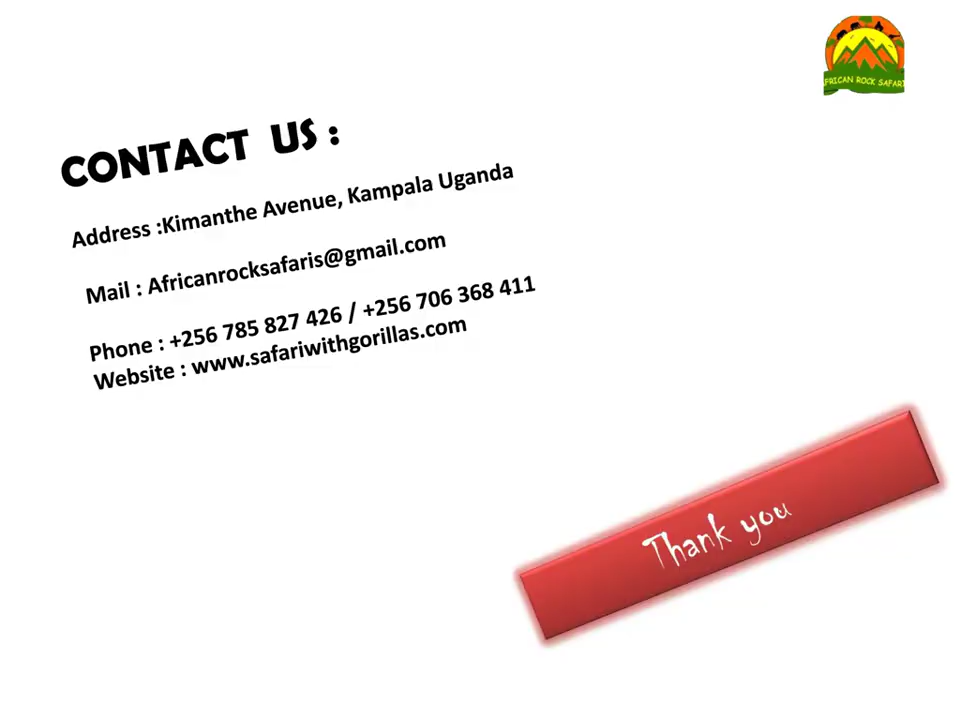 AFRICAN ROCK SAFARI
CONTACT US :
Address :Kimanthe Avenue, Kampala Uganda
Mail : Africanrocksafaris@gmail.com
Phone : +256 785 827 426 / +256 706 368 411
Website : www.safariwithgorillas.com
Thank you